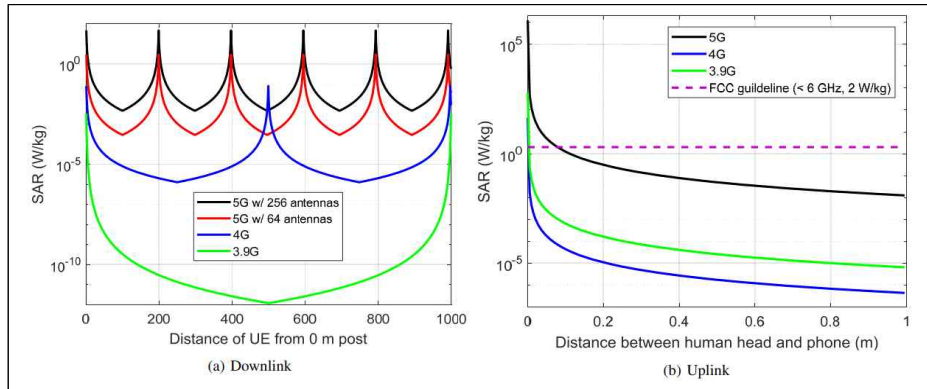 5G w/ 256 antennas
5G w/ 64 antennas
4G
3.9G
SAR (W/kg)
10^0
10^-5
10^-10
0
200
400
600
800
1000
Distance of UE from 0 m post
(a) Downlink
5G
4G
3.9G
FCC guildeline (< 6 GHz, 2 W/kg)
SAR (W/kg)
10^5
10^0
10^-5
0
0.2
0.4
0.6
0.8
1
Distance between human head and phone (m)
(b) Uplink